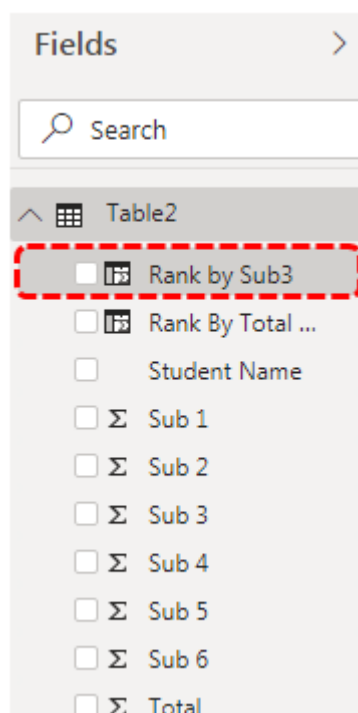 Fields
Search
Table2
Rank by Sub3
Rank By Total ...
Student Name
Σ Sub 1
Σ Sub 2
Σ Sub 3
Σ Sub 4
Σ Sub 5
Σ Sub 6
Σ Total